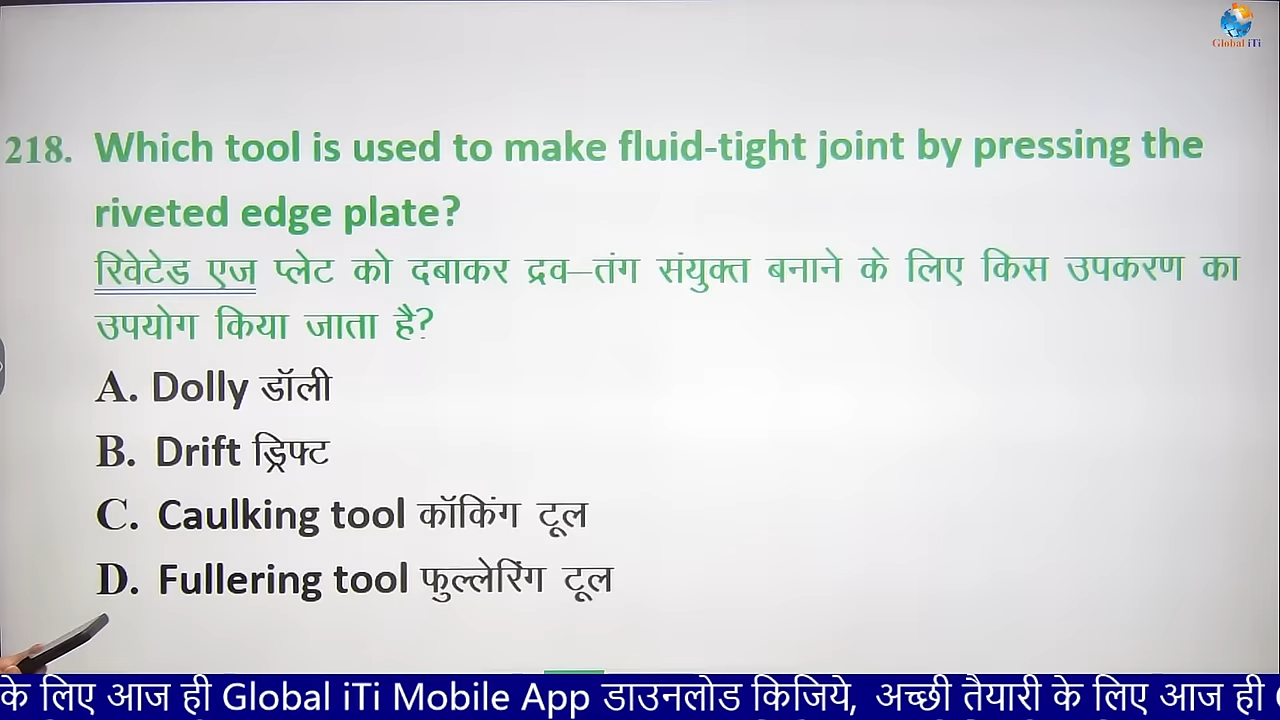 Global iTi
218. Which tool is used to make fluid-tight joint by pressing the
riveted edge plate?
रिवेटेड एज प्लेट को दबाकर द्रव–तंग संयुक्त बनाने के लिए किस उपकरण का
उपयोग किया जाता है?
A. Dolly डॉली
B. Drift ड्रिफ्ट
C. Caulking tool कॉकिंग टूल
D. Fullering tool फुल्लेरिंग टूल
के लिए आज ही Global iTi Mobile App डाउनलोड किजिये, अच्छी तैयारी के लिए आज ही